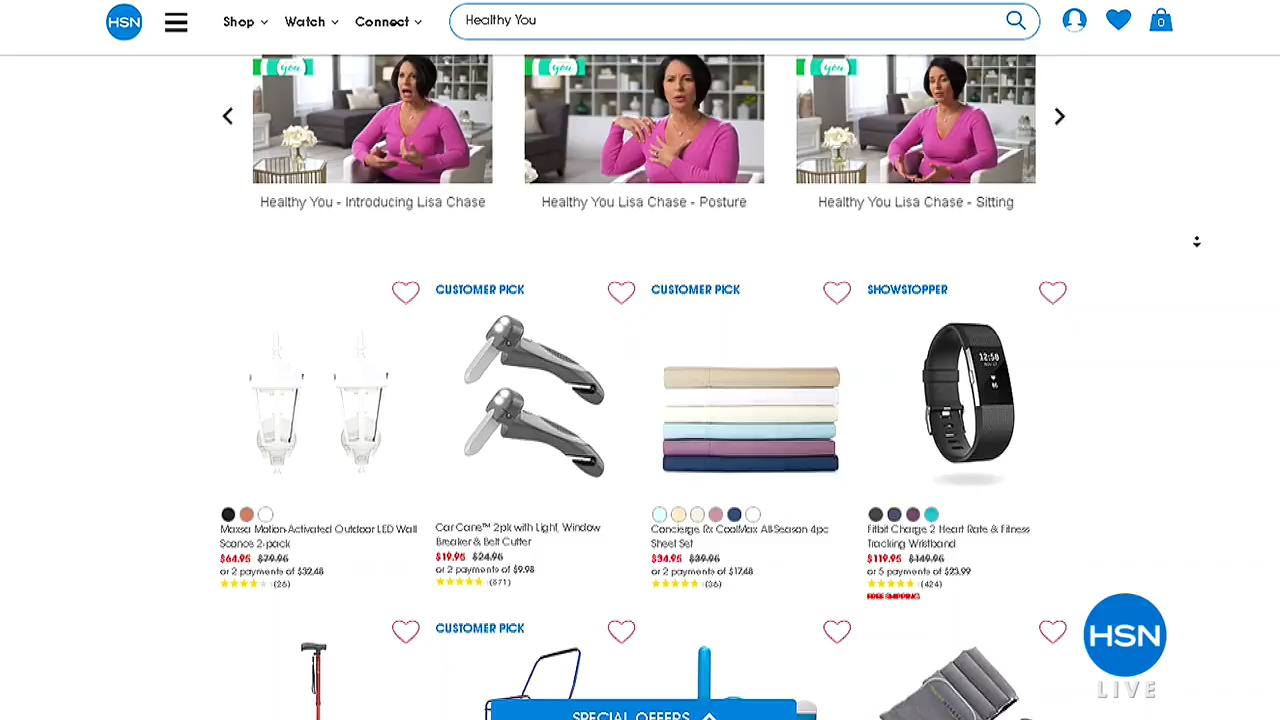 HSN
Shop
Watch
Connect
Healthy You
0
you
you
you
Healthy You - Introducing Lisa Chase
Healthy You Lisa Chase - Posture
Healthy You Lisa Chase - Sitting
CUSTOMER PICK
CUSTOMER PICK
SHOWSTOPPER
12:50
Maxsa Motion-Activated Outdoor LED Wall
Sconce 2-pack
$64.95 $79.95
or 2 payments of $32.48
(26)
Car Cane™ 2pk with Light, Window
Breaker & Belt Cutter
$19.95 $24.95
or 2 payments of $9.98
(871)
Concierge Rx CoolMax All-Season 4pc
Sheet Set
$34.95 $39.95
or 2 payments of $17.48
(36)
Fitbit Charge 2 Heart Rate & Fitness
Tracking Wristband
$119.95 $149.95
or 5 payments of $23.99
(424)
FREE SHIPPING
CUSTOMER PICK
SPECIAL OFFERS
HSN
LIVE